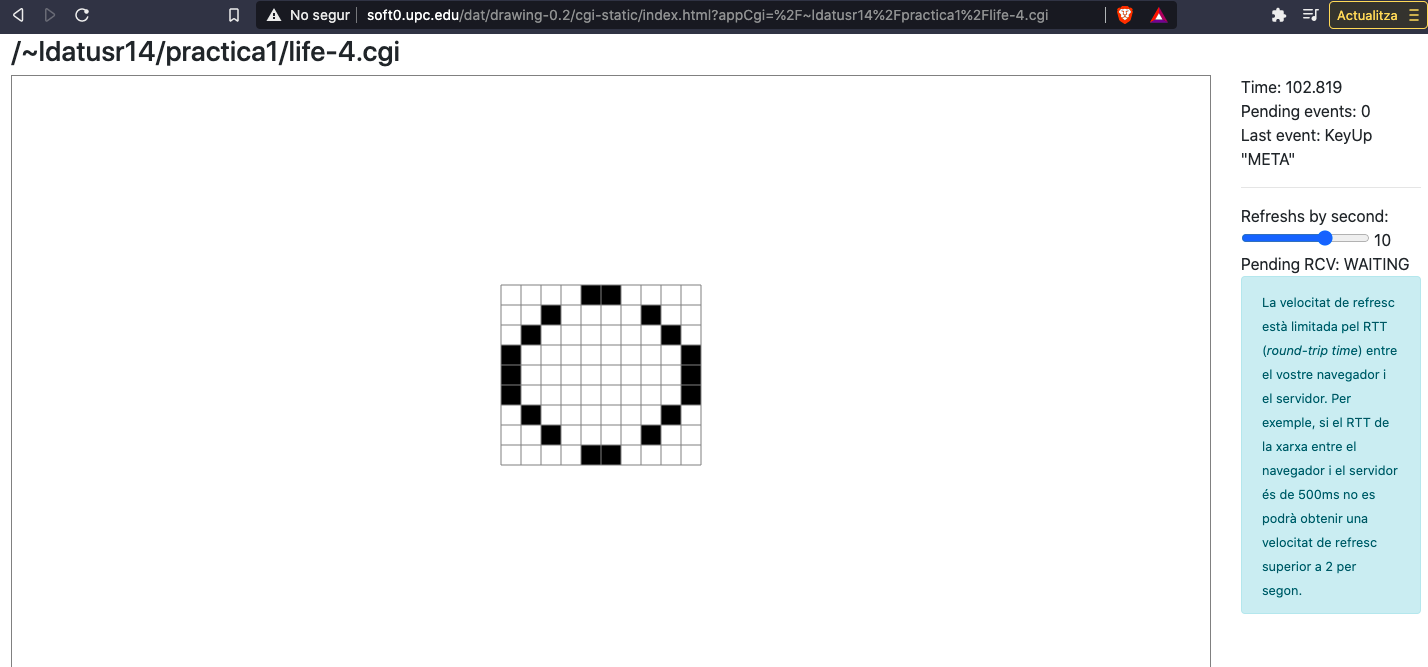 No segur
soft0.upc.edu/dat/drawing-0.2/cgi-static/index.html?appCgi=%2F~ldatusr14%2Fpractica1%2Flife-4.cgi
Actualitza
/~ldatusr14/practica1/life-4.cgi
Time: 102.819
Pending events: 0
Last event: KeyUp
"META"
Refreshs by second:
10
Pending RCV: WAITING
La velocitat de refresc
està limitada pel RTT
(round-trip time) entre
el vostre navegador i
el servidor. Per
exemple, si el RTT de
la xarxa entre el
navegador i el servidor
és de 500ms no es
podrà obtenir una
velocitat de refresc
superior a 2 per
segon.